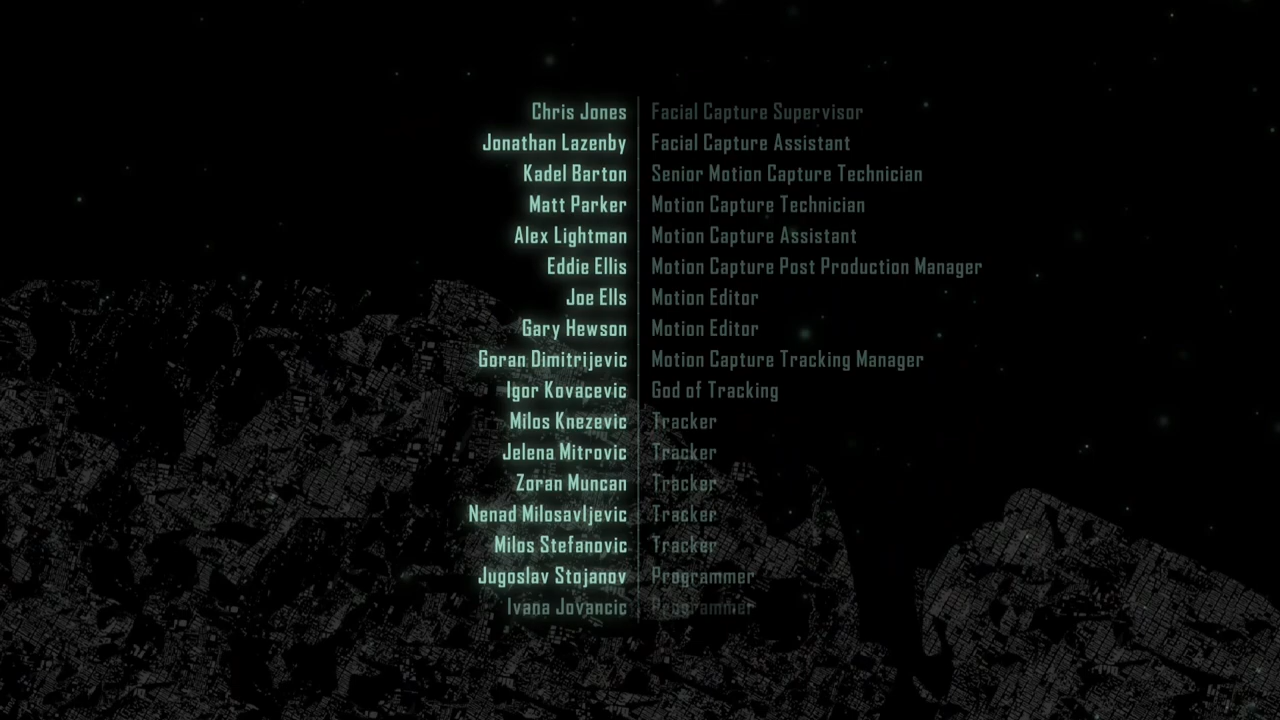 Chris Jones Facial Capture Supervisor
Jonathan Lazenby Facial Capture Assistant
Kadel Barton Senior Motion Capture Technician
Matt Parker Motion Capture Technician
Alex Lightman Motion Capture Assistant
Eddie Ellis Motion Capture Post Production Manager
Joe Ells Motion Editor
Gary Hewson Motion Editor
Goran Dimitrijevic Motion Capture Tracking Manager
Igor Kovacevic God of Tracking
Milos Knezevic Tracker
Jelena Mitrovic Tracker
Zoran Muncan Tracker
Nenad Milosavljevic Tracker
Milos Stefanovic Tracker
Jugoslav Stojanov Programmer
Ivana Jovancic Programmer